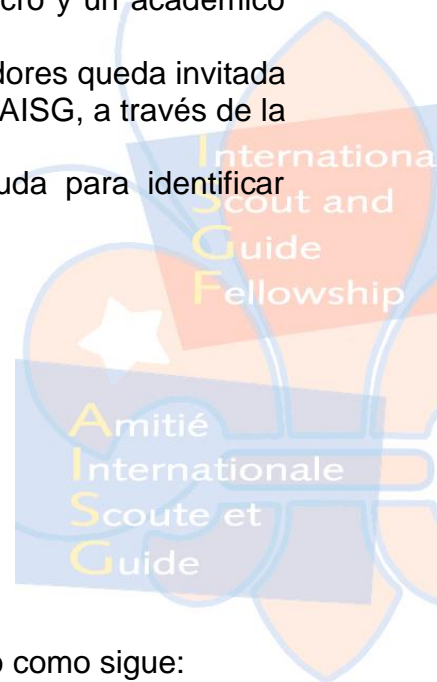 cro y un académico
dores queda invitada
AISG, a través de la
uda para identificar
Internationa
Scout and
Guide
Fellowship
Amitié
Internationale
Scoute et
Guide
o como sigue: